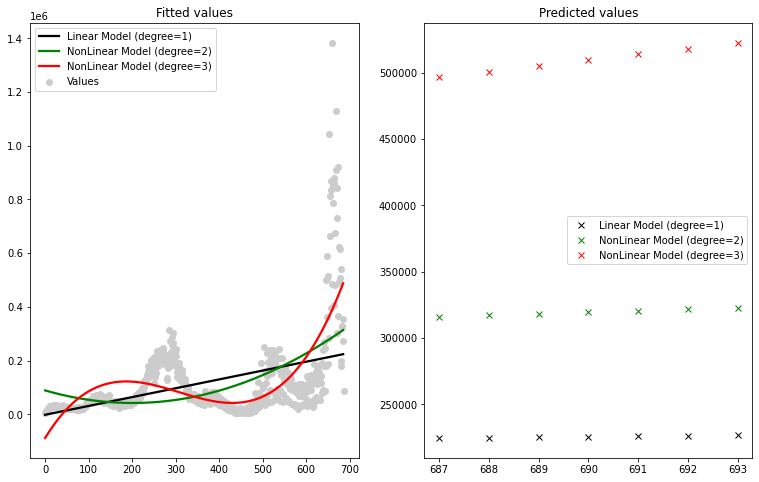 Fitted values
1e6
1.4
1.2
1.0
0.8
0.6
0.4
0.2
0.0
0 100 200 300 400 500 600 700
Linear Model (degree=1)
NonLinear Model (degree=2)
NonLinear Model (degree=3)
Values
Predicted values
500000
450000
400000
350000
300000
250000
687 688 689 690 691 692 693
Linear Model (degree=1)
NonLinear Model (degree=2)
NonLinear Model (degree=3)